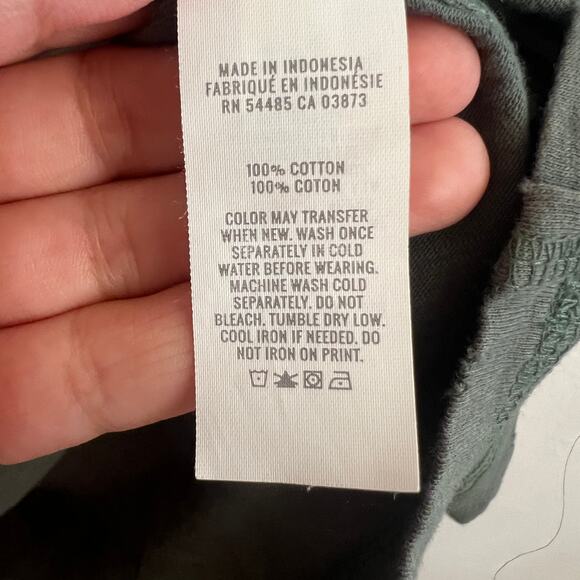 MADE IN INDONESIA
FABRIQUÉ EN INDONÉSIE
RN 54485 CA 03873
100% COTTON
100% COTON
COLOR MAY TRANSFER
WHEN NEW. WASH ONCE
SEPARATELY IN COLD
WATER BEFORE WEARING.
MACHINE WASH COLD
SEPARATELY. DO NOT
BLEACH. TUMBLE DRY LOW.
COOL IRON IF NEEDED. DO
NOT IRON ON PRINT.